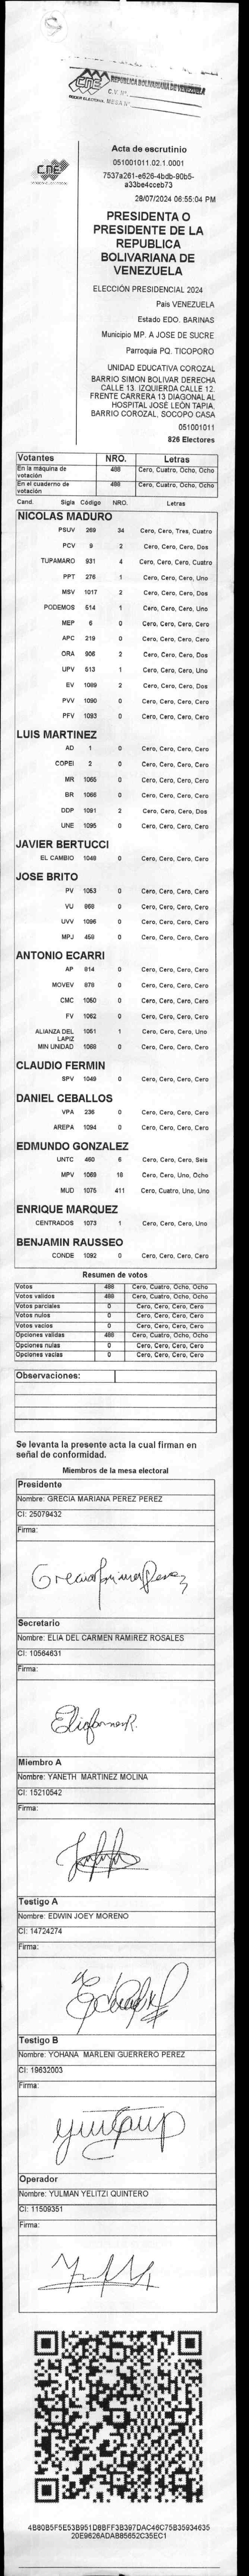 CNE
PODER ELECTORAL
REPUBLICA BOLIVARIANA DE VENEZUELA
C.V. Nº
MESA Nº
CNE
Acta de escrutinio
051001011.02.1.0001
7537a261-e626-4bdb-90b5-
a33be4cceb73
28/07/2024 06:55:04 PM
PRESIDENTA O
PRESIDENTE DE LA
REPUBLICA
BOLIVARIANA DE
VENEZUELA
ELECCIÓN PRESIDENCIAL 2024
País VENEZUELA
Estado EDO. BARINAS
Municipio MP. A JOSE DE SUCRE
Parroquia PQ. TICOPORO
UNIDAD EDUCATIVA COROZAL
BARRIO SIMON BOLIVAR DERECHA
CALLE 13. IZQUIERDA CALLE 12.
FRENTE CARRERA 13 DIAGONAL AL
HOSPITAL JOSÉ LEÓN TAPIA.
BARRIO COROZAL, SOCOPO CASA
051001011
826 Electores
Votantes NRO. Letras
En la máquina de votación 488 Cero, Cuatro, Ocho, Ocho
En el cuaderno de votación 488 Cero, Cuatro, Ocho, Ocho
Cand. Sigla Código NRO. Letras
NICOLAS MADURO
PSUV 269 34 Cero, Cero, Tres, Cuatro
PCV 9 2 Cero, Cero, Cero, Dos
TUPAMARO 931 4 Cero, Cero, Cero, Cuatro
PPT 276 1 Cero, Cero, Cero, Uno
MSV 1017 2 Cero, Cero, Cero, Dos
PODEMOS 514 1 Cero, Cero, Cero, Uno
MEP 6 0 Cero, Cero, Cero, Cero
APC 219 0 Cero, Cero, Cero, Cero
ORA 906 2 Cero, Cero, Cero, Dos
UPV 513 1 Cero, Cero, Cero, Uno
EV 1089 2 Cero, Cero, Cero, Dos
PVV 1090 0 Cero, Cero, Cero, Cero
PFV 1093 0 Cero, Cero, Cero, Cero
LUIS MARTINEZ
AD 1 0 Cero, Cero, Cero, Cero
COPEI 2 0 Cero, Cero, Cero, Cero
MR 1065 0 Cero, Cero, Cero, Cero
BR 1066 0 Cero, Cero, Cero, Cero
DDP 1091 2 Cero, Cero, Cero, Dos
UNE 1095 0 Cero, Cero, Cero, Cero
JAVIER BERTUCCI
EL CAMBIO 1048 0 Cero, Cero, Cero, Cero
JOSE BRITO
PV 1053 0 Cero, Cero, Cero, Cero
VU 868 0 Cero, Cero, Cero, Cero
UVV 1096 0 Cero, Cero, Cero, Cero
MPJ 458 0 Cero, Cero, Cero, Cero
ANTONIO ECARRI
AP 814 0 Cero, Cero, Cero, Cero
MOVEV 878 0 Cero, Cero, Cero, Cero
CMC 1050 0 Cero, Cero, Cero, Cero
FV 1062 0 Cero, Cero, Cero, Cero
ALIANZA DEL LAPIZ 1051 1 Cero, Cero, Cero, Uno
MIN UNIDAD 1068 0 Cero, Cero, Cero, Cero
CLAUDIO FERMIN
SPV 1049 0 Cero, Cero, Cero, Cero
DANIEL CEBALLOS
VPA 236 0 Cero, Cero, Cero, Cero
AREPA 1094 0 Cero, Cero, Cero, Cero
EDMUNDO GONZALEZ
UNTC 460 6 Cero, Cero, Cero, Seis
MPV 1069 18 Cero, Cero, Uno, Ocho
MUD 1075 411 Cero, Cuatro, Uno, Uno
ENRIQUE MARQUEZ
CENTRADOS 1073 1 Cero, Cero, Cero, Uno
BENJAMIN RAUSSEO
CONDE 1092 0 Cero, Cero, Cero, Cero
Resumen de votos
Votos 488 Cero, Cuatro, Ocho, Ocho
Votos validos 488 Cero, Cuatro, Ocho, Ocho
Votos parciales 0 Cero, Cero, Cero, Cero
Votos nulos 0 Cero, Cero, Cero, Cero
Votos vacios 0 Cero, Cero, Cero, Cero
Opciones validas 488 Cero, Cuatro, Ocho, Ocho
Opciones nulas 0 Cero, Cero, Cero, Cero
Opciones vacias 0 Cero, Cero, Cero, Cero
Observaciones:
Se levanta la presente acta la cual firman en
señal de conformidad.
Miembros de la mesa electoral
Presidente
Nombre: GRECIA MARIANA PEREZ PEREZ
CI: 25079432
Firma:
Secretario
Nombre: ELIA DEL CARMEN RAMIREZ ROSALES
CI: 10564631
Firma:
Miembro A
Nombre: YANETH MARTINEZ MOLINA
CI: 15210542
Firma:
Testigo A
Nombre: EDWIN JOEY MORENO
CI: 14724274
Firma:
Testigo B
Nombre: YOHANA MARLENI GUERRERO PEREZ
CI: 19632003
Firma:
Operador
Nombre: YULMAN YELITZI QUINTERO
CI: 11509351
Firma:
4B80B5F5E53B951D8BFF3B397DAC46C75B35934635
20E9626ADAB85652C35EC1